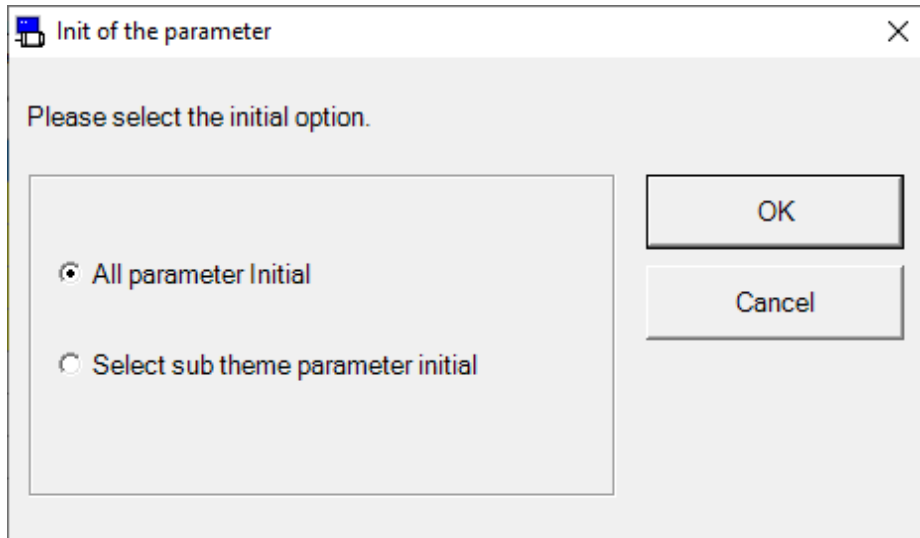 Init of the parameter
Please select the initial option.
All parameter Initial
Select sub theme parameter initial
OK
Cancel